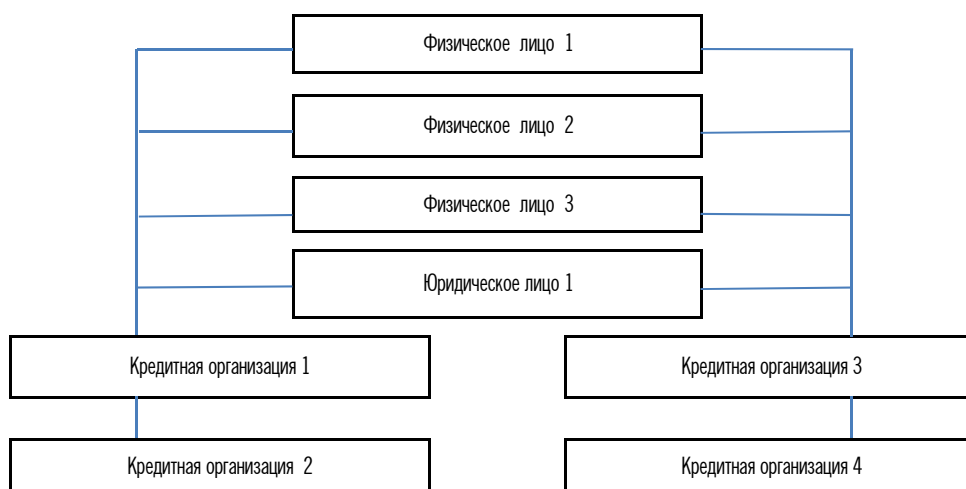 Физическое лицо 1
Физическое лицо 2
Физическое лицо 3
Юридическое лицо 1
Кредитная организация 1
Кредитная организация 3
Кредитная организация 2
Кредитная организация 4